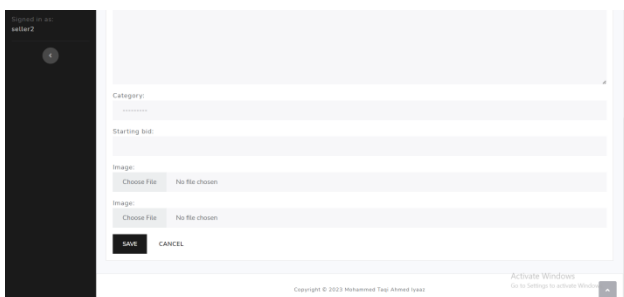 Signed in as:
seller2
Category:
---------
Starting bid:
Image:
Choose File No file chosen
Image:
Choose File No file chosen
SAVE CANCEL
Copyright © 2023 Mohammed Taqi Ahmed Iyaaz
Activate Windows
Go to Settings to activate Windows